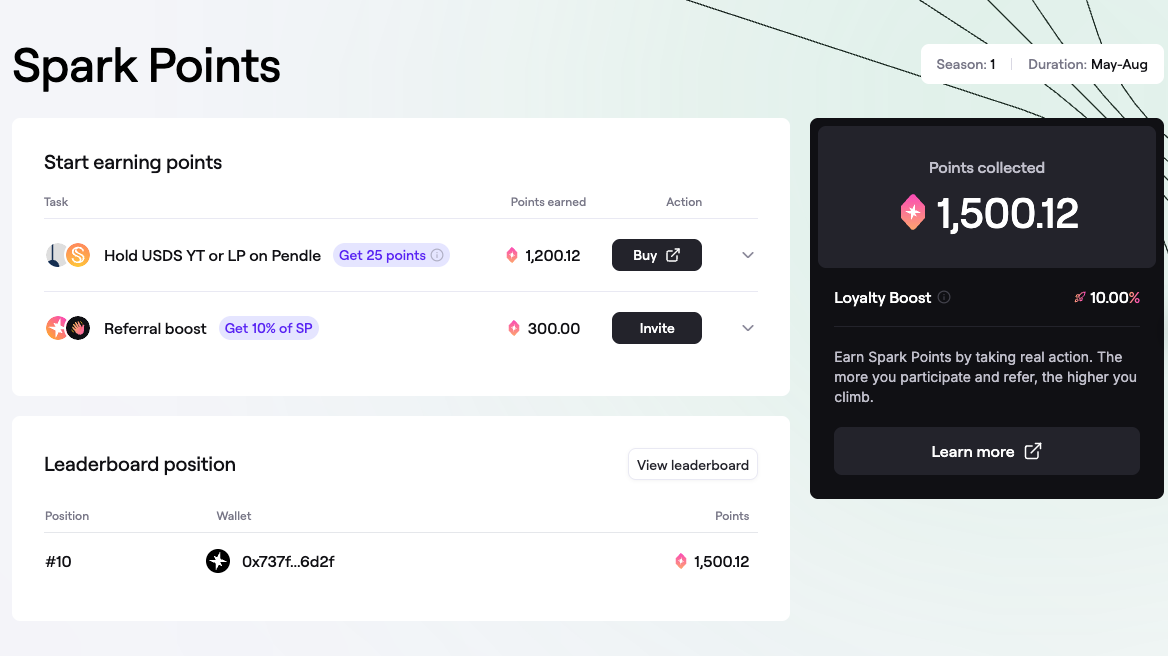 Spark Points
Season: 1 Duration: May-Aug
Start earning points
Task Points earned Action
Hold USDS YT or LP on Pendle Get 25 points 1,200.12 Buy
Referral boost Get 10% of SP 300.00 Invite
Leaderboard position View leaderboard
Position Wallet Points
#10 0x737f...6d2f 1,500.12
Points collected
1,500.12
Loyalty Boost 10.00%
Earn Spark Points by taking real action. The
more you participate and refer, the higher you
climb.
Learn more